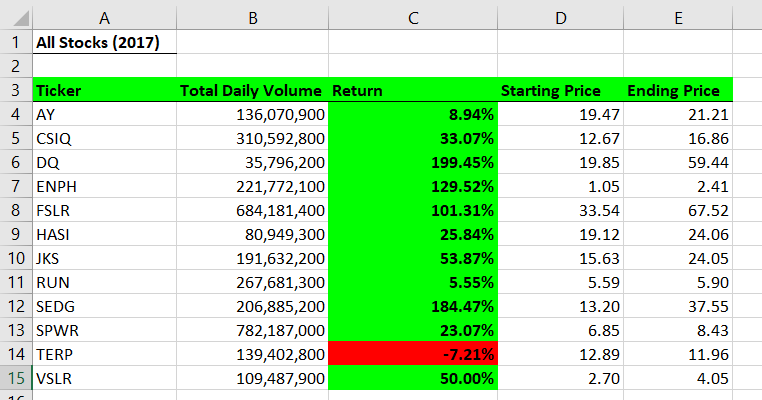 A B C D E
1 All Stocks (2017)
2
3 Ticker Total Daily Volume Return Starting Price Ending Price
4 AY 136,070,900 8.94% 19.47 21.21
5 CSIQ 310,592,800 33.07% 12.67 16.86
6 DQ 35,796,200 199.45% 19.85 59.44
7 ENPH 221,772,100 129.52% 1.05 2.41
8 FSLR 684,181,400 101.31% 33.54 67.52
9 HASI 80,949,300 25.84% 19.12 24.06
10 JKS 191,632,200 53.87% 15.63 24.05
11 RUN 267,681,300 5.55% 5.59 5.90
12 SEDG 206,885,200 184.47% 13.20 37.55
13 SPWR 782,187,000 23.07% 6.85 8.43
14 TERP 139,402,800 -7.21% 12.89 11.96
15 VSLR 109,487,900 50.00% 2.70 4.05